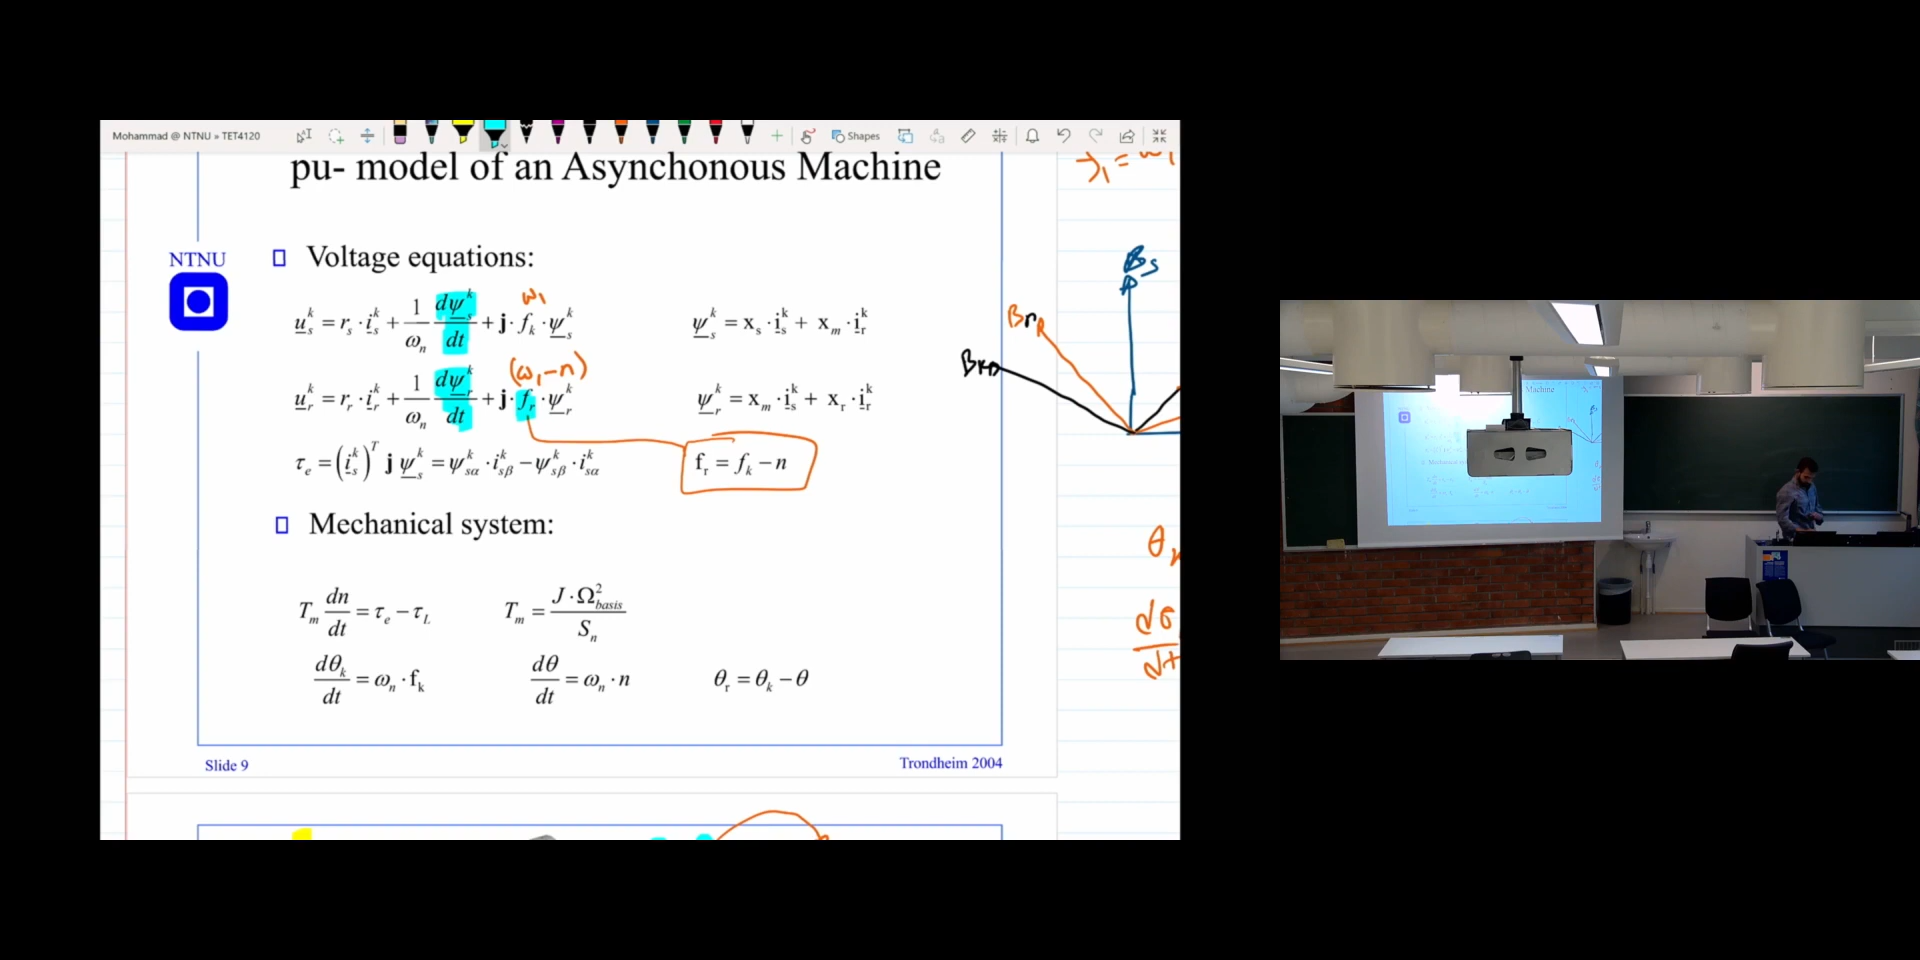 Mohammad @ NTNU » TET4120
Shapes
pu- model of an Asynchonous Machine
NTNU
Voltage equations:
ω₁
u_s^k = r_s · i_s^k + 1/ω_n dψ_s^k/dt + j · f_k · ψ_s^k
ψ_s^k = x_s · i_s^k + x_m · i_r^k
(ω₁ - n)
u_r^k = r_r · i_r^k + 1/ω_n dψ_r^k/dt + j · f_r · ψ_r^k
ψ_r^k = x_m · i_s^k + x_r · i_r^k
τ_e = (i_s^k)^T j ψ_s^k = ψ_sα^k · i_sβ^k − ψ_sβ^k · i_sα^k
f_r = f_k − n
Mechanical system:
T_m dn/dt = τ_e − τ_L
T_m = J · Ω²_basis / S_n
dθ_k/dt = ω_n · f_k
dθ/dt = ω_n · n
θ_r = θ_k − θ
Slide 9
Trondheim 2004
βs
Machine